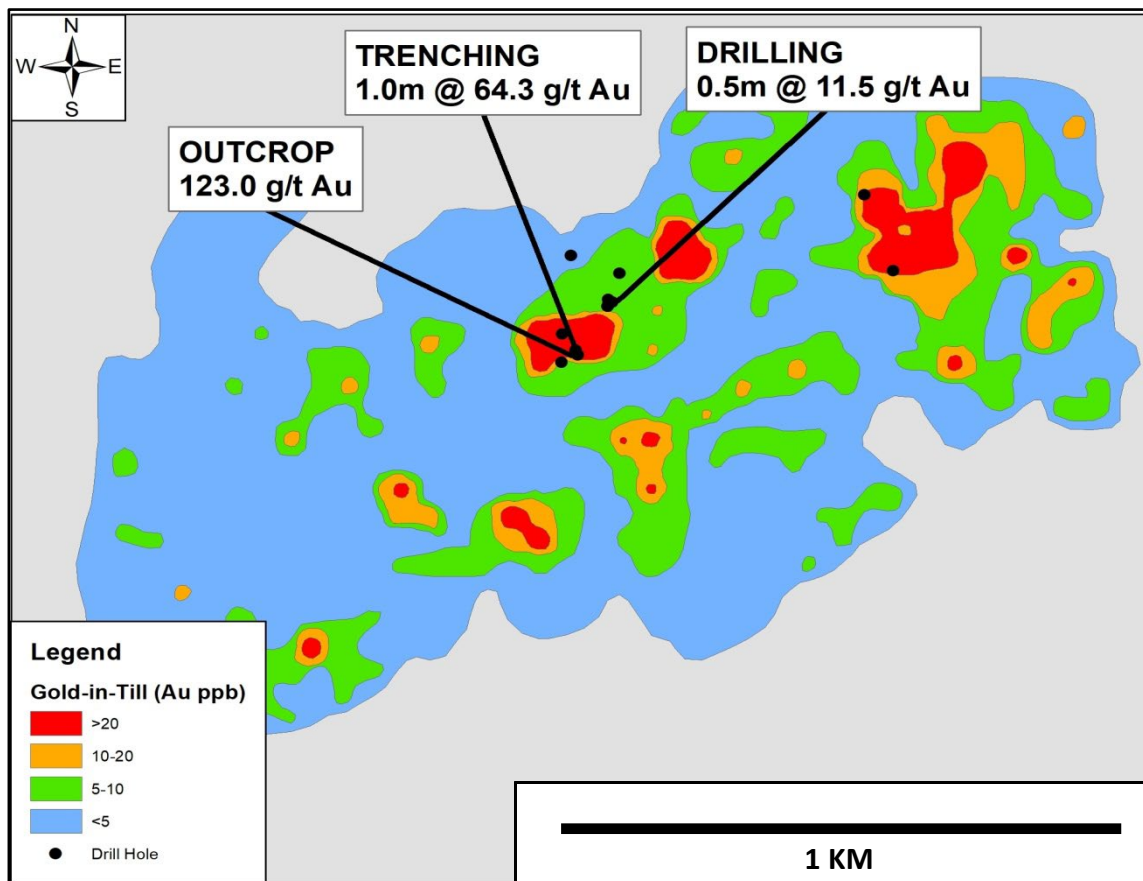 N
W E
S
TRENCHING
1.0m @ 64.3 g/t Au
DRILLING
0.5m @ 11.5 g/t Au
OUTCROP
123.0 g/t Au
Legend
Gold-in-Till (Au ppb)
>20
10-20
5-10
<5
Drill Hole
1 KM